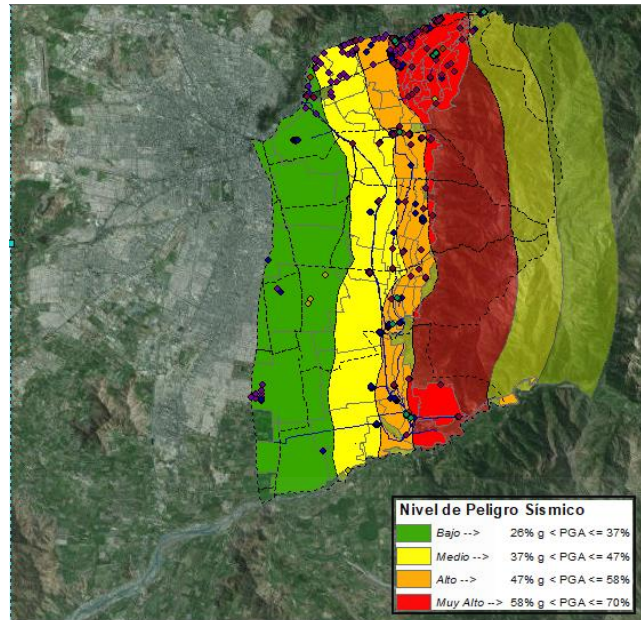 Nivel de Peligro Sísmico
Bajo --> 26% g < PGA <= 37%
Medio --> 37% g < PGA <= 47%
Alto --> 47% g < PGA <= 58%
Muy Alto --> 58% g < PGA <= 70%